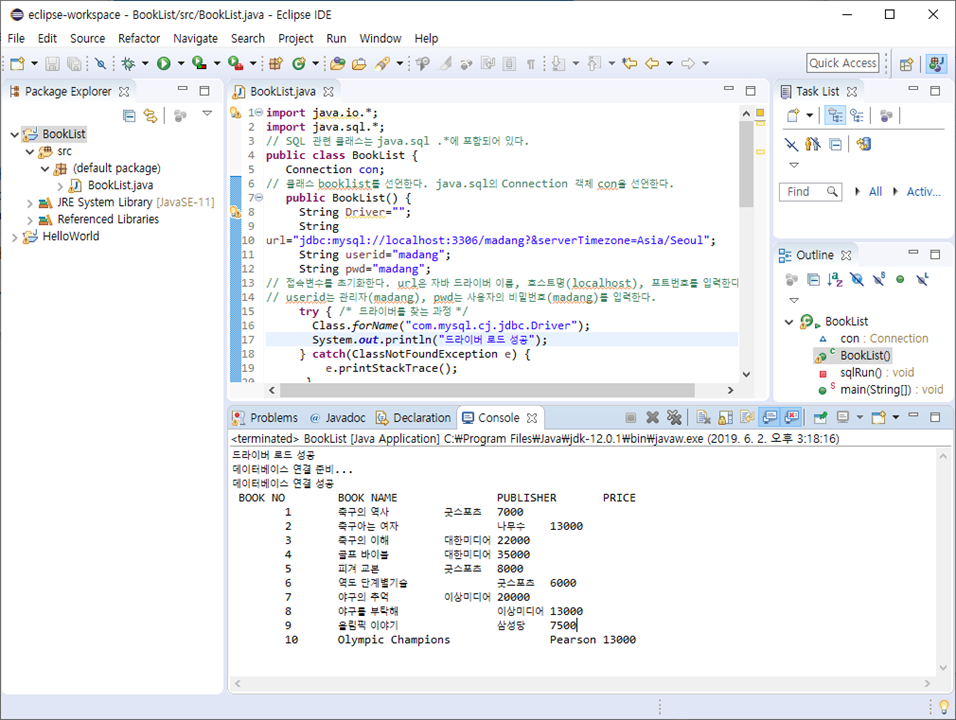 eclipse-workspace - BookList/src/BookList.java - Eclipse IDE
File Edit Source Refactor Navigate Search Project Run Window Help
Quick Access
Package Explorer
BookList
src
(default package)
BookList.java
JRE System Library [JavaSE-11]
Referenced Libraries
HelloWorld
BookList.java
1 import java.io.*;
2 import java.sql.*;
3 // SQL 관련 클래스는 java.sql .*에 포함되어 있다.
4 public class BookList {
5 Connection con;
6 // 클래스 booklist를 선언한다. java.sql의 Connection 객체 con을 선언한다.
7 public BookList() {
8 String Driver="";
9 String
10 url="jdbc:mysql://localhost:3306/madang?&serverTimezone=Asia/Seoul";
11 String userid="madang";
12 String pwd="madang";
13 // 접속변수를 초기화한다. url은 자바 드라이버 이름, 호스트명(localhost), 포트번호를 입력한다
14 // userid는 관리자(madang), pwd는 사용자의 비밀번호(madang)를 입력한다.
15 try { /* 드라이버를 찾는 과정 */
16 Class.forName("com.mysql.cj.jdbc.Driver");
17 System.out.println("드라이버 로드 성공");
18 } catch(ClassNotFoundException e) {
19 e.printStackTrace();
20 }
Task List
Find All Activ...
Outline
BookList
con : Connection
BookList()
sqlRun() : void
main(String[]) : void
Problems Javadoc Declaration Console
<terminated> BookList [Java Application] C:₩Program Files₩Java₩jdk-12.0.1₩bin₩javaw.exe (2019. 6. 2. 오후 3:18:16)
드라이버 로드 성공
데이터베이스 연결 준비...
데이터베이스 연결 성공
BOOK NO BOOK NAME PUBLISHER PRICE
1 축구의 역사 굿스포츠 7000
2 축구아는 여자 나무수 13000
3 축구의 이해 대한미디어 22000
4 골프 바이블 대한미디어 35000
5 피겨 교본 굿스포츠 8000
6 역도 단계별기술 굿스포츠 6000
7 야구의 추억 이상미디어 20000
8 야구를 부탁해 이상미디어 13000
9 올림픽 이야기 삼성당 7500
10 Olympic Champions Pearson 13000